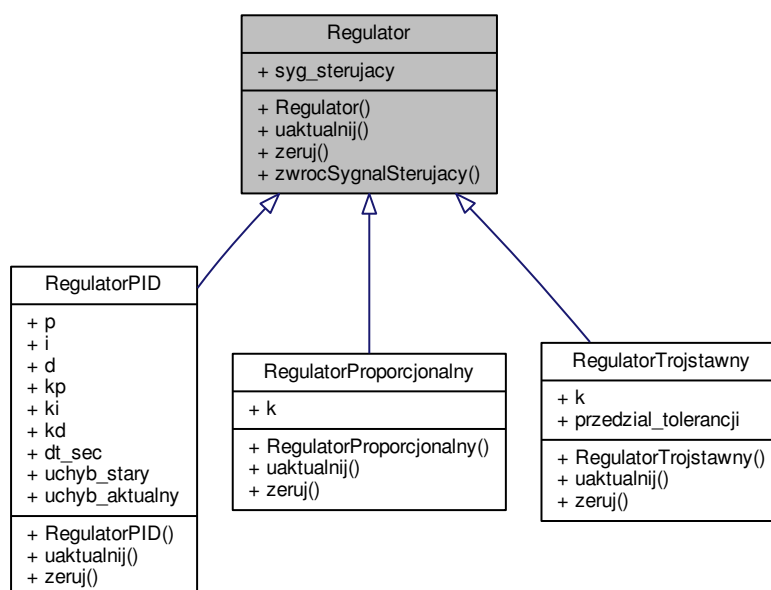 Regulator
+ syg_sterujacy
+ Regulator()
+ uaktualnij()
+ zeruj()
+ zwrocSygnalSterujacy()
RegulatorPID
+ p
+ i
+ d
+ kp
+ ki
+ kd
+ dt_sec
+ uchyb_stary
+ uchyb_aktualny
+ RegulatorPID()
+ uaktualnij()
+ zeruj()
RegulatorProporcjonalny
+ k
+ RegulatorProporcjonalny()
+ uaktualnij()
+ zeruj()
RegulatorTrojstawny
+ k
+ przedzial_tolerancji
+ RegulatorTrojstawny()
+ uaktualnij()
+ zeruj()